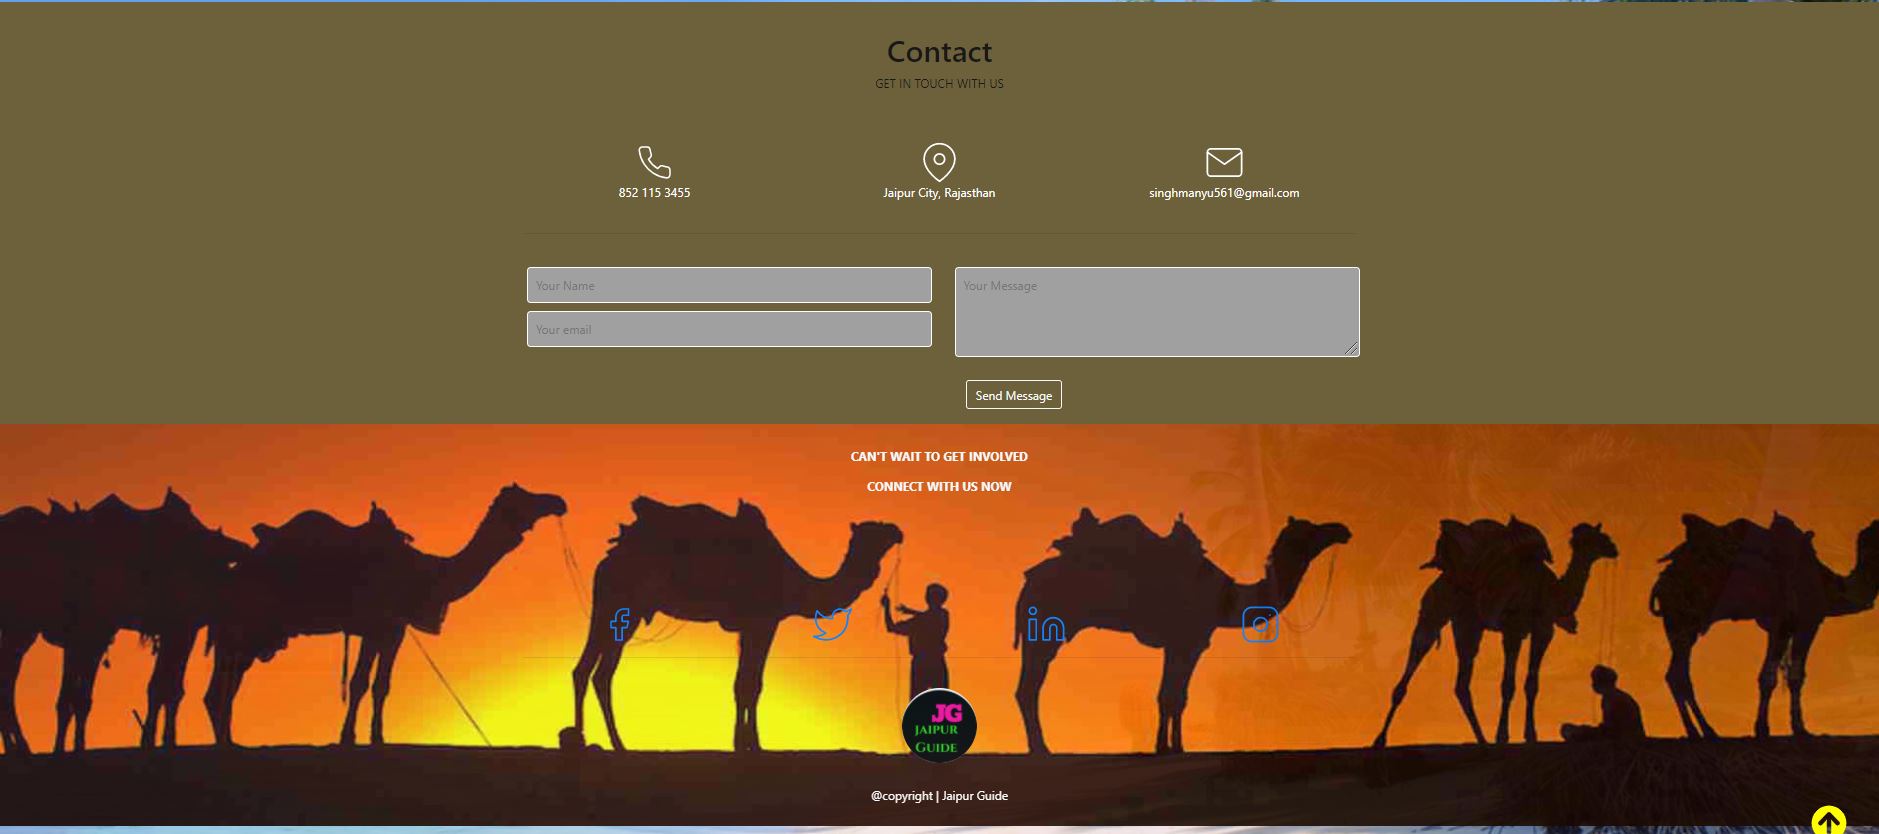 Contact
GET IN TOUCH WITH US
852 115 3455
Jaipur City, Rajasthan
singhmanyu561@gmail.com
Your Name
Your Message
Your email
Send Message
CAN'T WAIT TO GET INVOLVED
CONNECT WITH US NOW
JG
JAIPUR
GUIDE
@copyright | Jaipur Guide